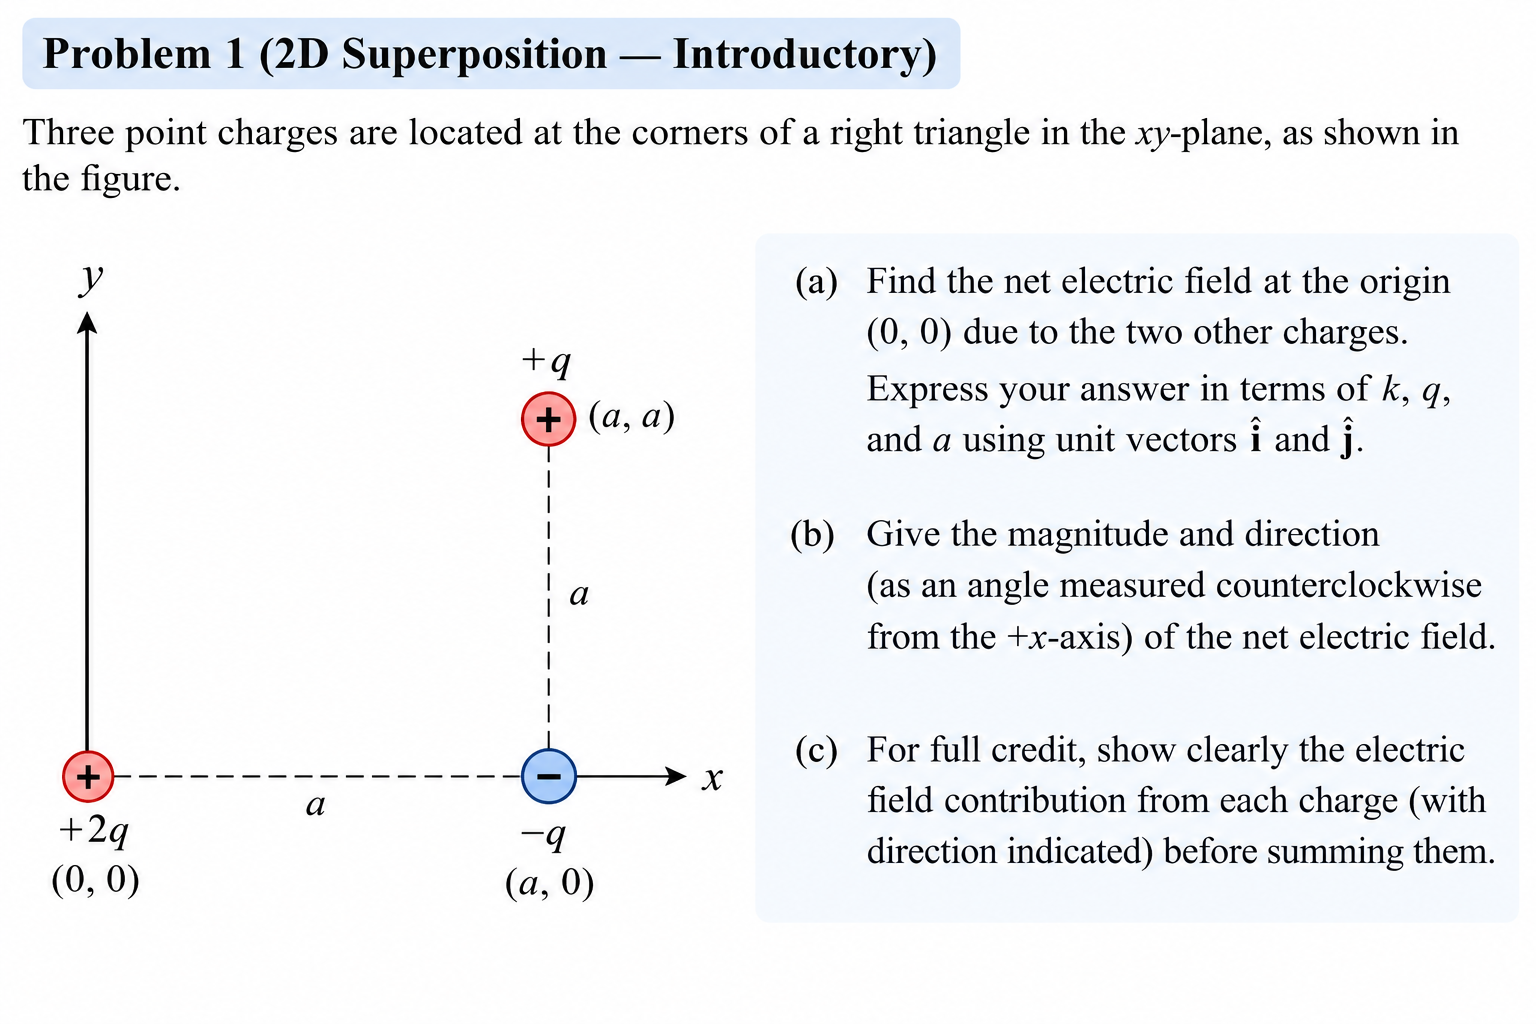 Problem 1 (2D Superposition — Introductory)
Three point charges are located at the corners of a right triangle in the xy-plane, as shown in
the figure.
y
+q
+
(a, a)
a
+
−
x
a
+2q
−q
(0, 0)
(a, 0)
(a) Find the net electric field at the origin
(0, 0) due to the two other charges.
Express your answer in terms of k, q,
and a using unit vectors î and ĵ.
(b) Give the magnitude and direction
(as an angle measured counterclockwise
from the +x-axis) of the net electric field.
(c) For full credit, show clearly the electric
field contribution from each charge (with
direction indicated) before summing them.